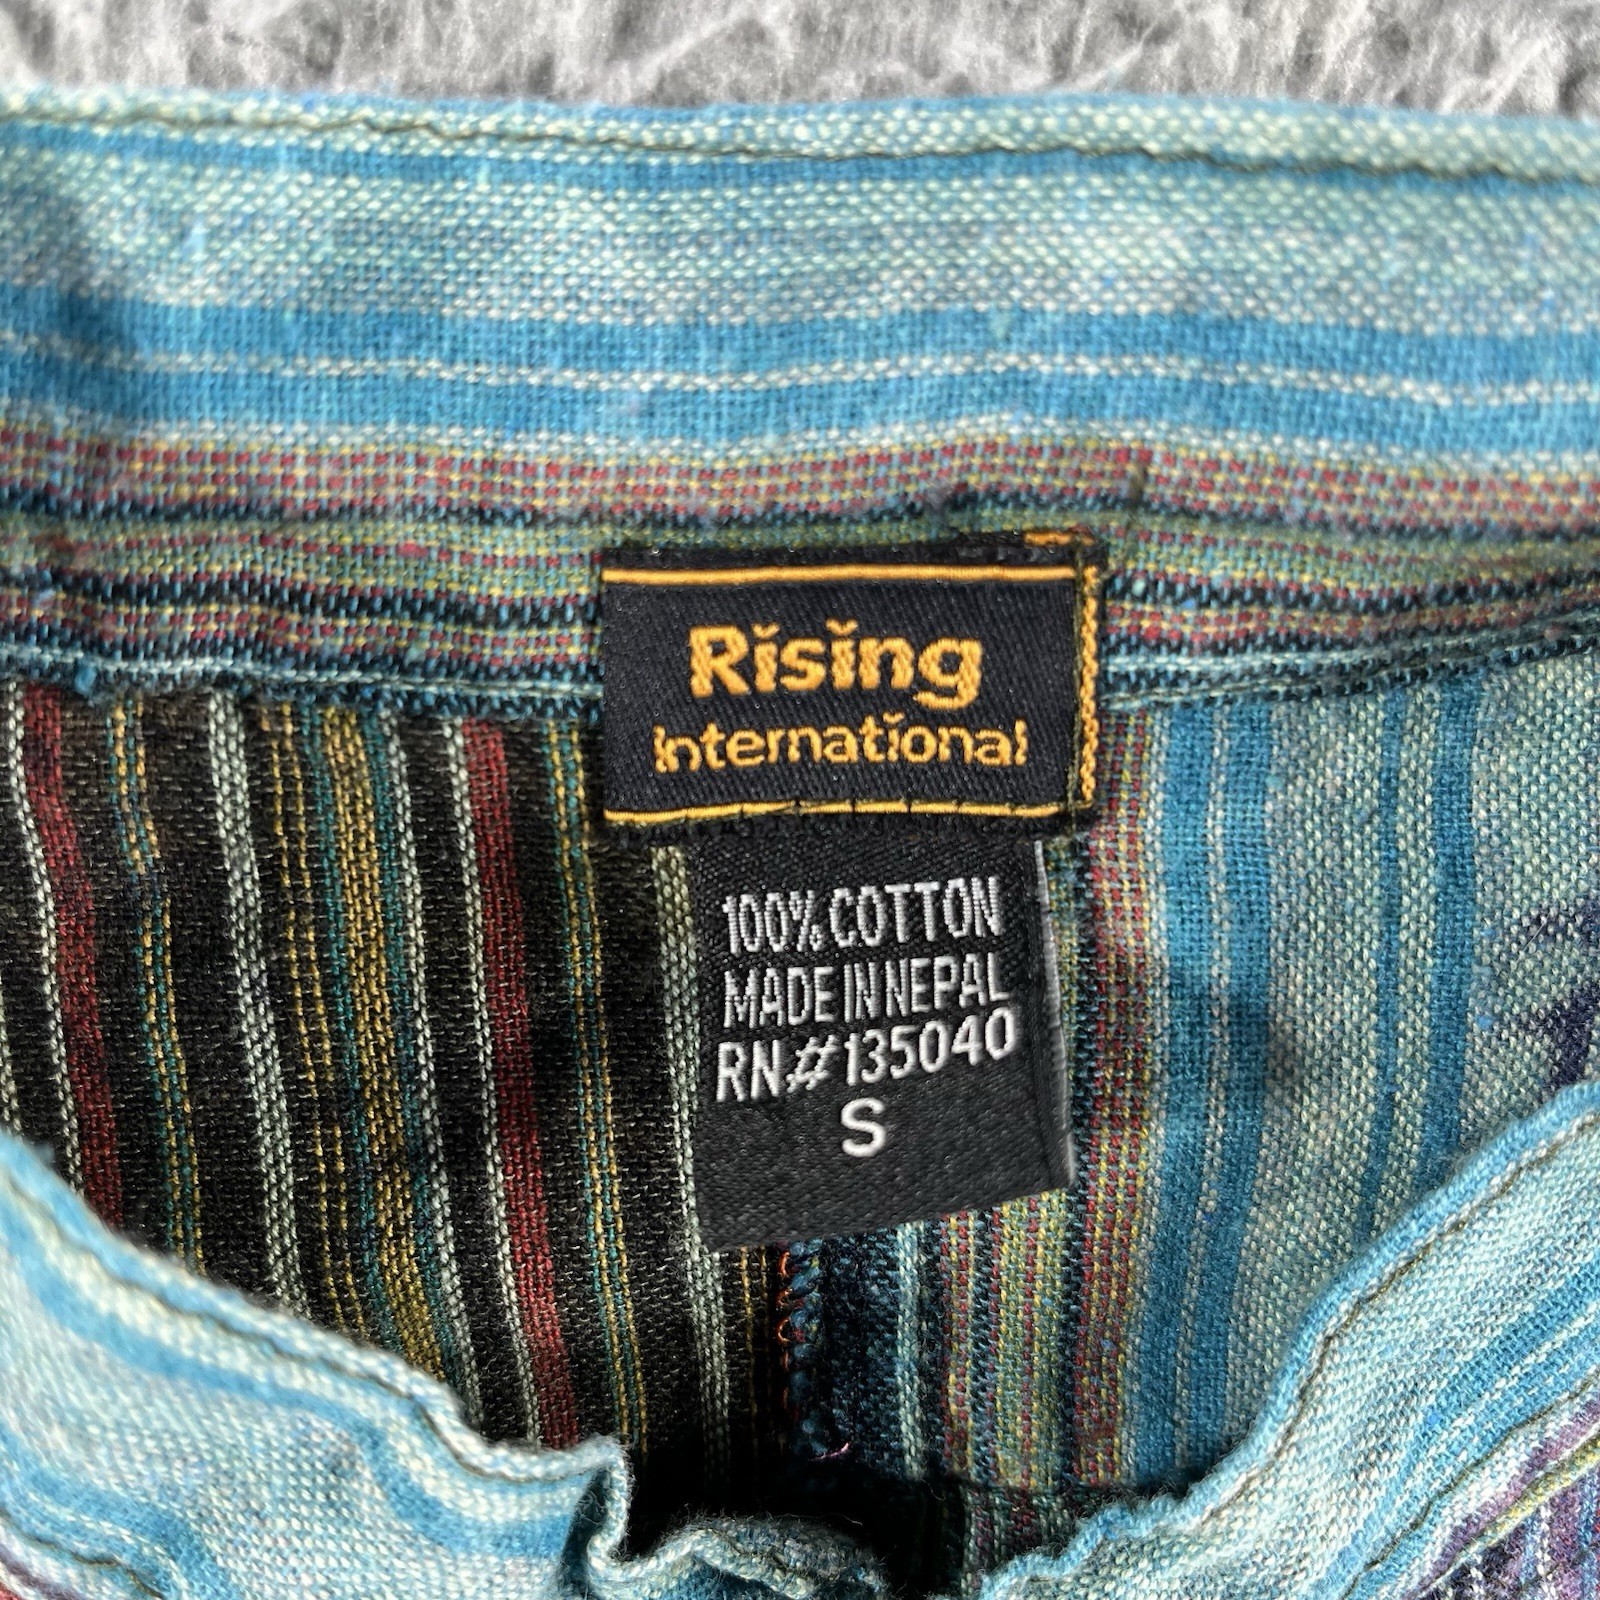 Rising
International
100% COTTON
MADE IN NEPAL
RN#135040
S